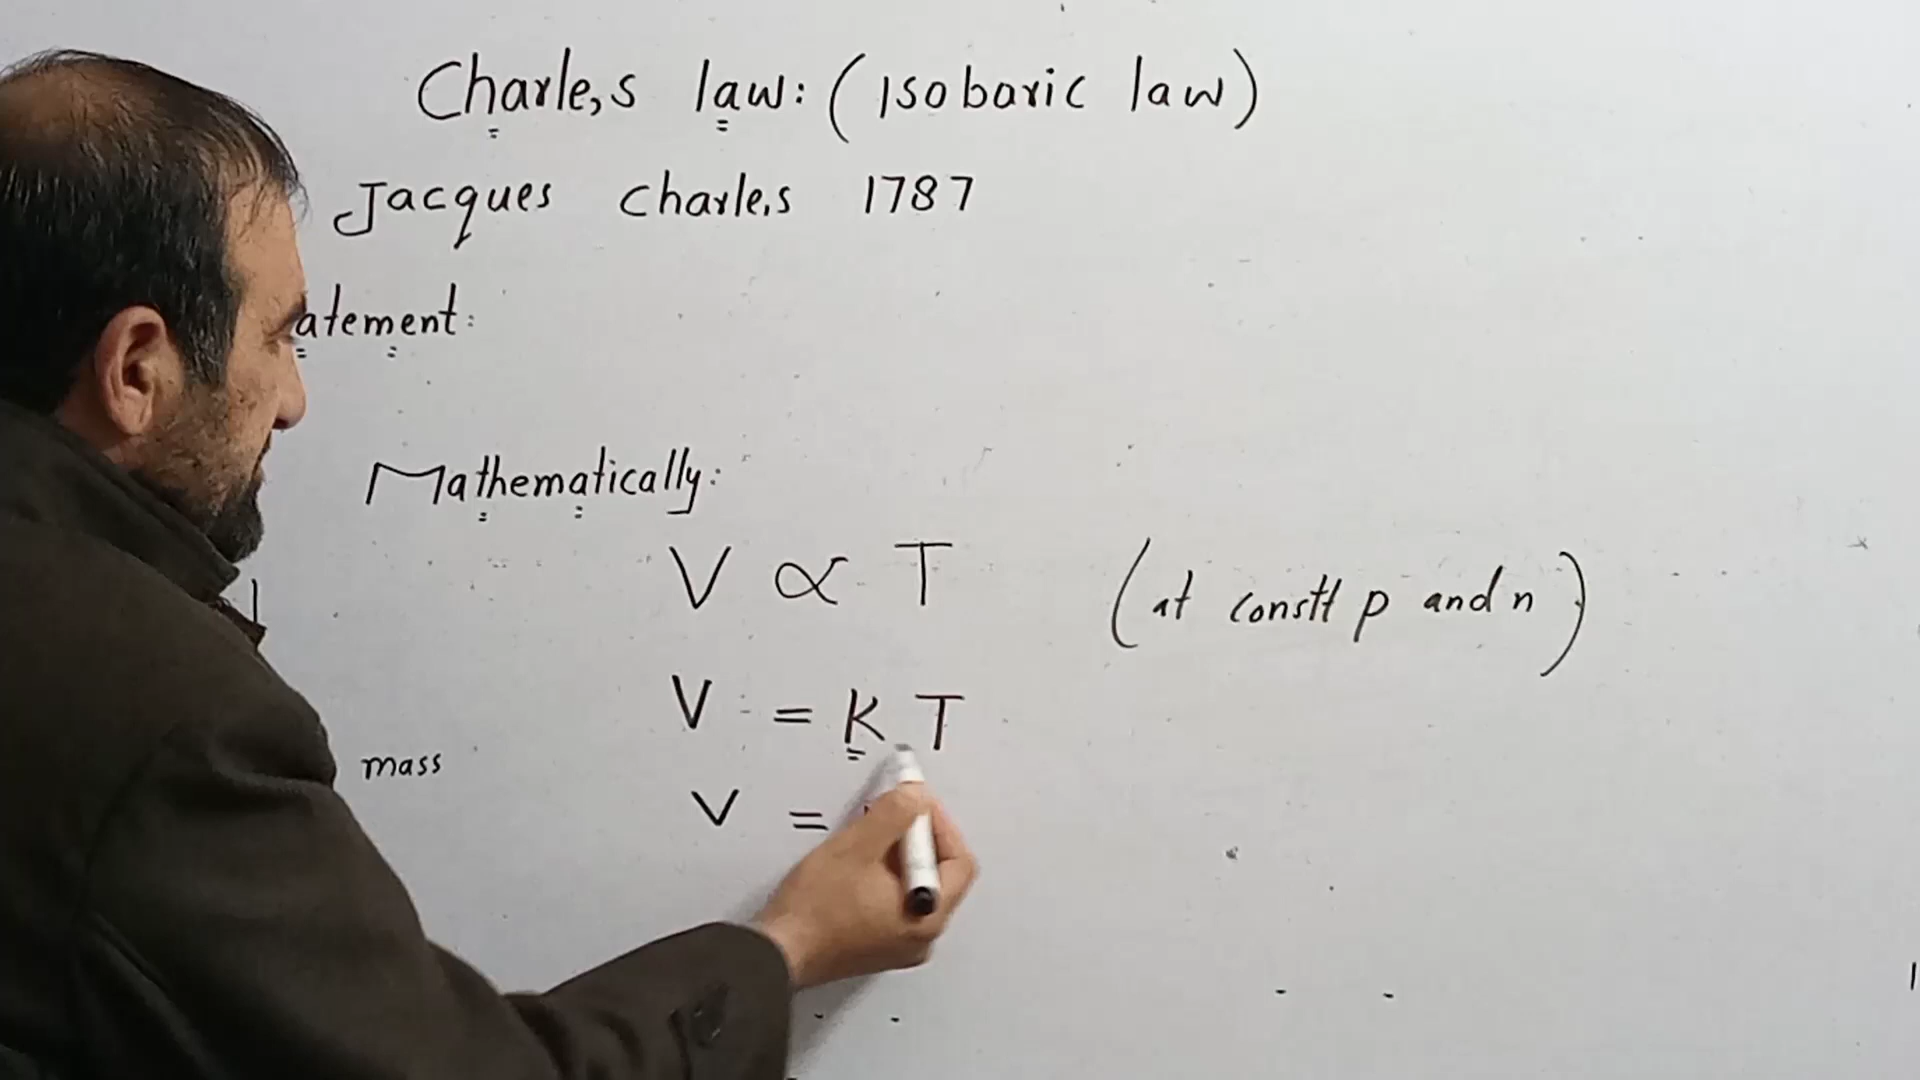 Charle,s law: (Isobaric law)
Jacques Charle,s 1787
atement:
Mathematically:
V ∝ T (at constt p and n)
V = K T
mass
V =